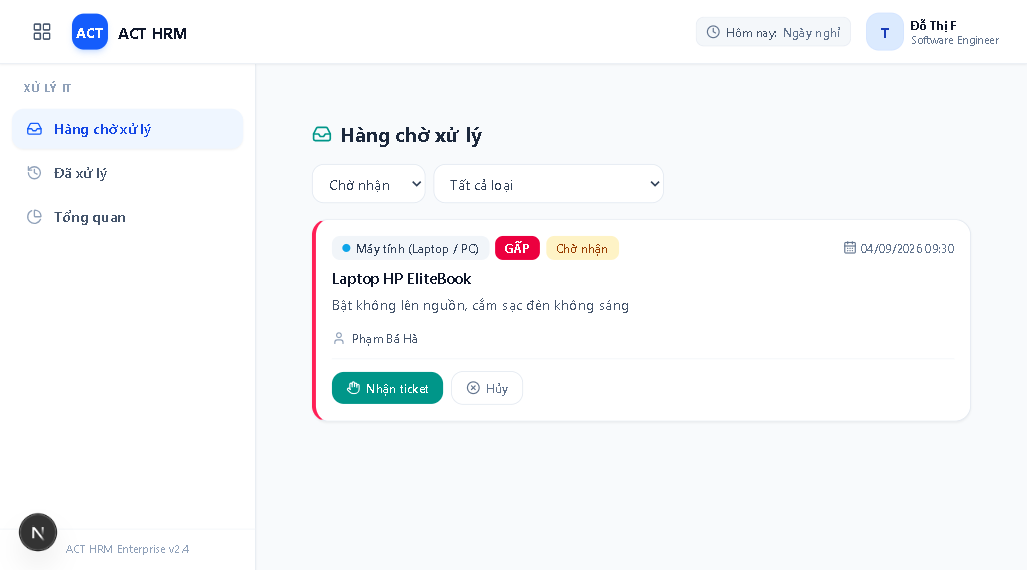 ACT
ACT HRM
Hôm nay: Ngày nghỉ
T
Đỗ Thị F
Software Engineer
XỬ LÝ IT
Hàng chờ xử lý
Đã xử lý
Tổng quan
N
ACT HRM Enterprise v2.4
Hàng chờ xử lý
Chờ nhận
Tất cả loại
Máy tính (Laptop / PC)
GẤP
Chờ nhận
04/09/2026 09:30
Laptop HP EliteBook
Bật không lên nguồn, cắm sạc đèn không sáng
Phạm Bá Hà
Nhận ticket
Hủy